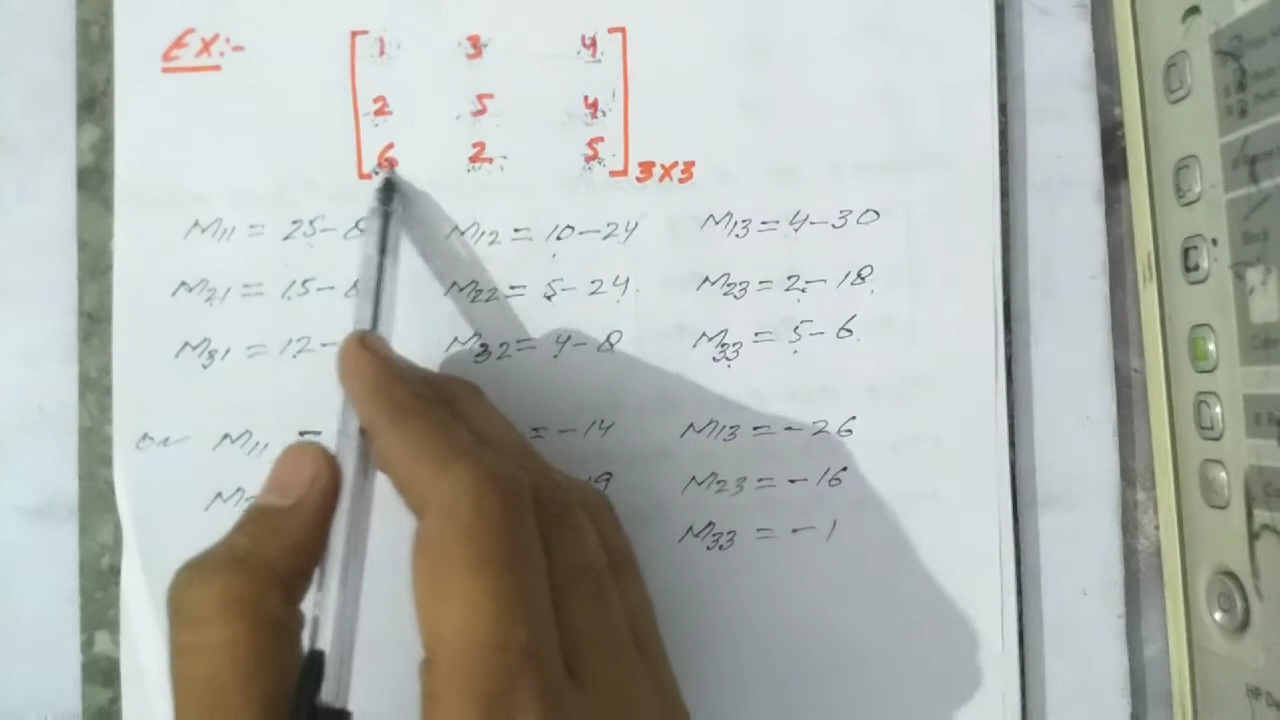 Ex:-
1 3 4
2 5 4
6 2 5
3×3
M11 = 25-8 M12 = 10-24 M13 = 4-30
M21 = 15- M22 = 5-24 M23 = 2-18
M31 = 12- M32 = 4-8 M33 = 5-6
or M11 = = -14 M13 = -26
M23 = -16
M33 = -1